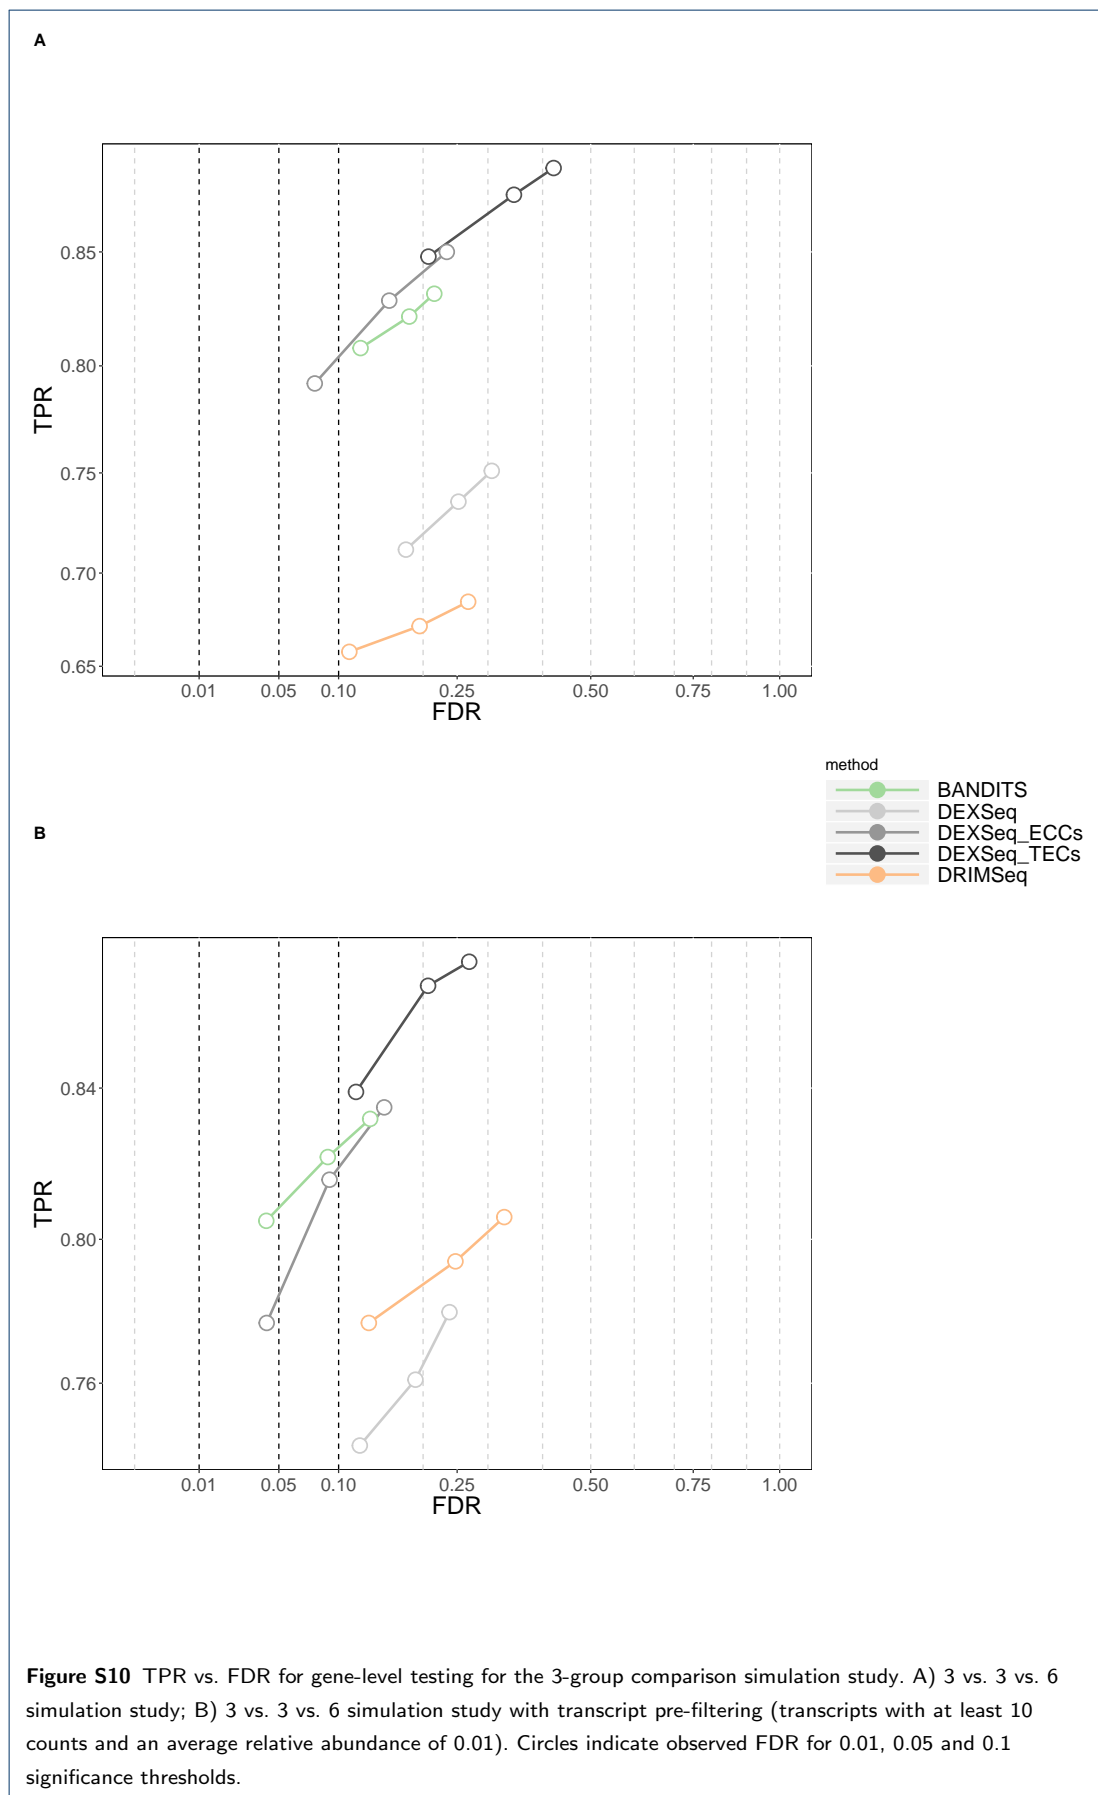 A
TPR
0.85
0.80
0.75
0.70
0.65
0.01 0.05 0.10 0.25 0.50 0.75 1.00
FDR
method
BANDITS
DEXSeq
DEXSeq_ECCs
DEXSeq_TECs
DRIMSeq
B
TPR
0.84
0.80
0.76
0.01 0.05 0.10 0.25 0.50 0.75 1.00
FDR
Figure S10 TPR vs. FDR for gene-level testing for the 3-group comparison simulation study. A) 3 vs. 3 vs. 6
simulation study; B) 3 vs. 3 vs. 6 simulation study with transcript pre-filtering (transcripts with at least 10
counts and an average relative abundance of 0.01). Circles indicate observed FDR for 0.01, 0.05 and 0.1
significance thresholds.